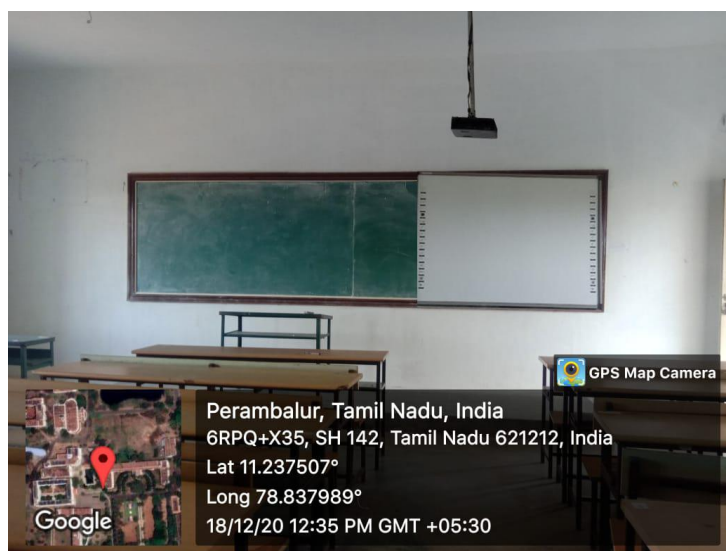 GPS Map Camera
Perambalur, Tamil Nadu, India
6RPQ+X35, SH 142, Tamil Nadu 621212, India
Lat 11.237507°
Long 78.837989°
18/12/20 12:35 PM GMT +05:30
Google